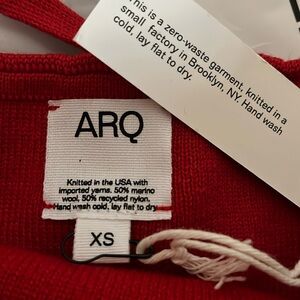 This is a zero-waste garment, knitted in a
small factory in Brooklyn, NY. Hand wash
cold, lay flat to dry.
ARQ
Knitted in the USA with
imported yarns. 50% merino
wool, 50% recycled nylon.
Hand wash cold, lay flat to dry
XS